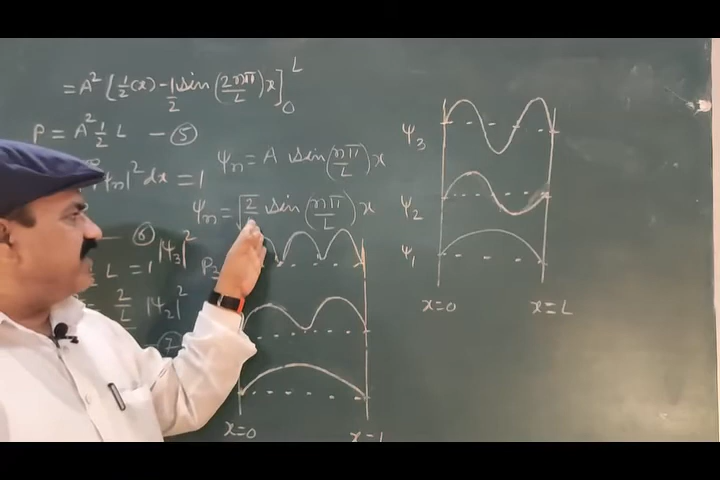 = A² [½(x) - ½ sin (2nπ/L) x]₀ᴸ
P = A² ½ L - ⑤
|ψₙ|² dx = 1
- ⑥
L = 1
= 2/L
ψₙ = A sin (nπ/L) x
ψₙ = √2/L sin (nπ/L) x
|ψ₃|²
|ψ₂|²
x=0
ψ₃
ψ₂
ψ₁
x=0 x=L